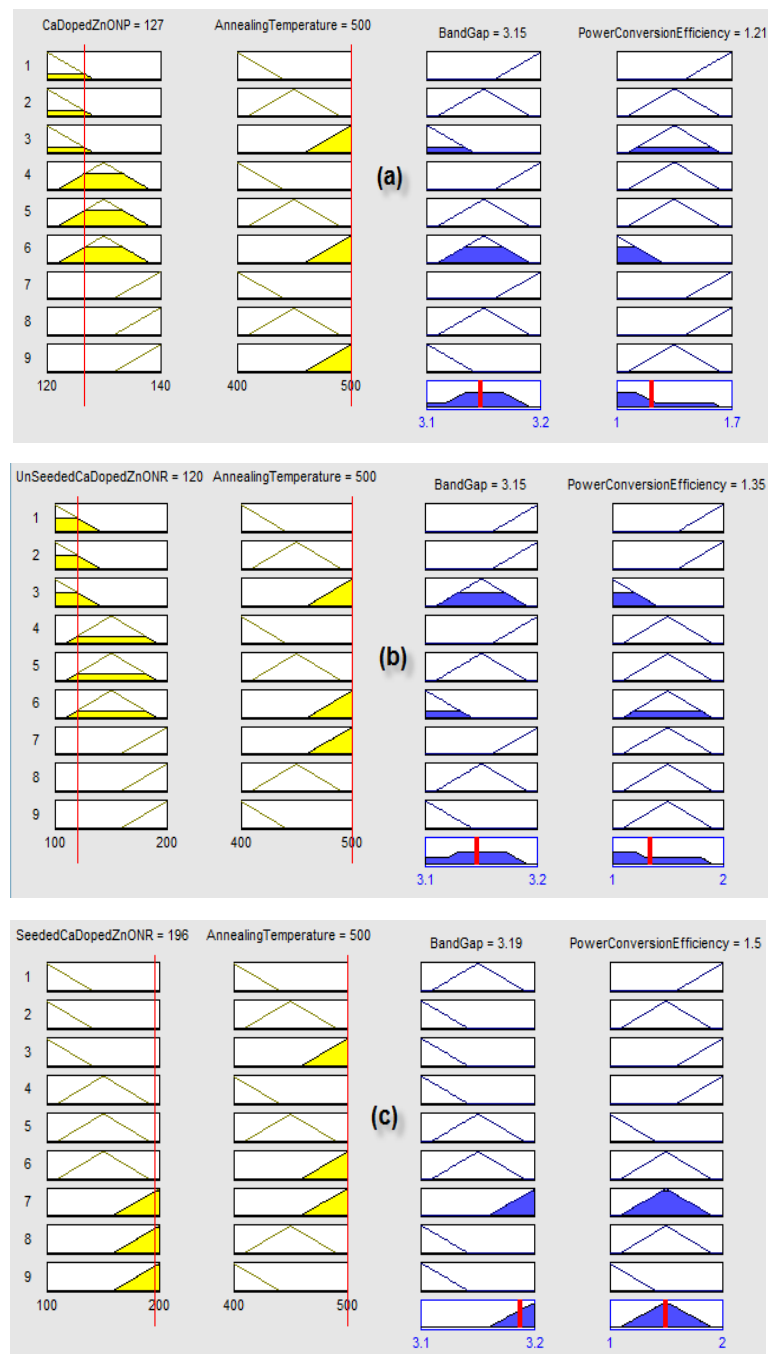 CaDopedZnONP = 127 AnnealingTemperature = 500 BandGap = 3.15 PowerConversionEfficiency = 1.21
1
2
3
4
5
6
7
8
9
(a)
120 140 400 500
3.1 3.2 1 1.7
UnSeededCaDopedZnONR = 120 AnnealingTemperature = 500 BandGap = 3.15 PowerConversionEfficiency = 1.35
1
2
3
4
5
6
7
8
9
(b)
100 200 400 500
3.1 3.2 1 2
SeededCaDopedZnONR = 196 AnnealingTemperature = 500 BandGap = 3.19 PowerConversionEfficiency = 1.5
1
2
3
4
5
6
7
8
9
(c)
100 200 400 500
3.1 3.2 1 2